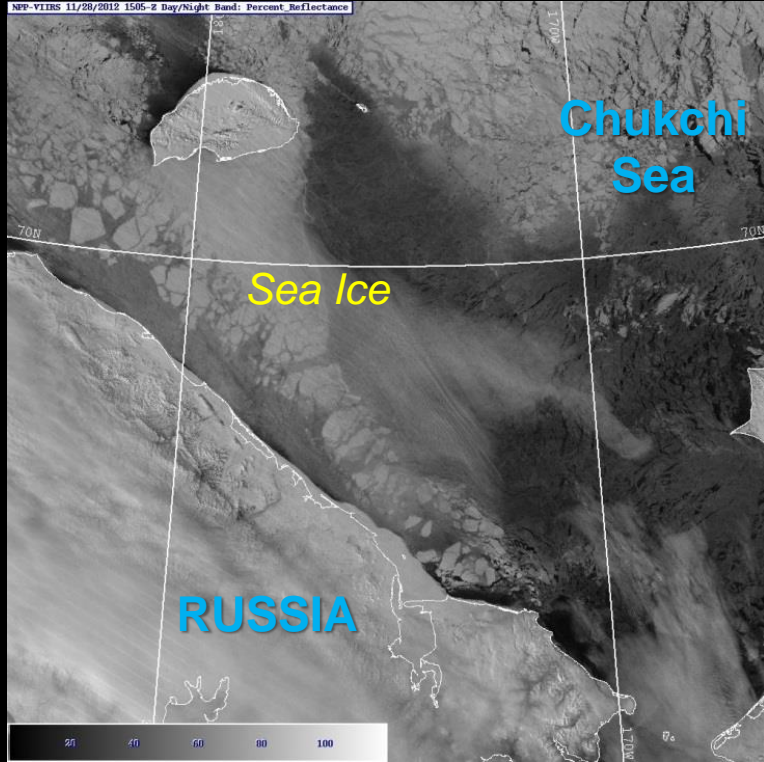 NPP-VIIRS 11/28/2012 1505-Z Day/Night Band: Percent_Reflectance
170W
Chukchi
Sea
70N
70N
Sea Ice
RUSSIA
20 40 60 80 100
170W